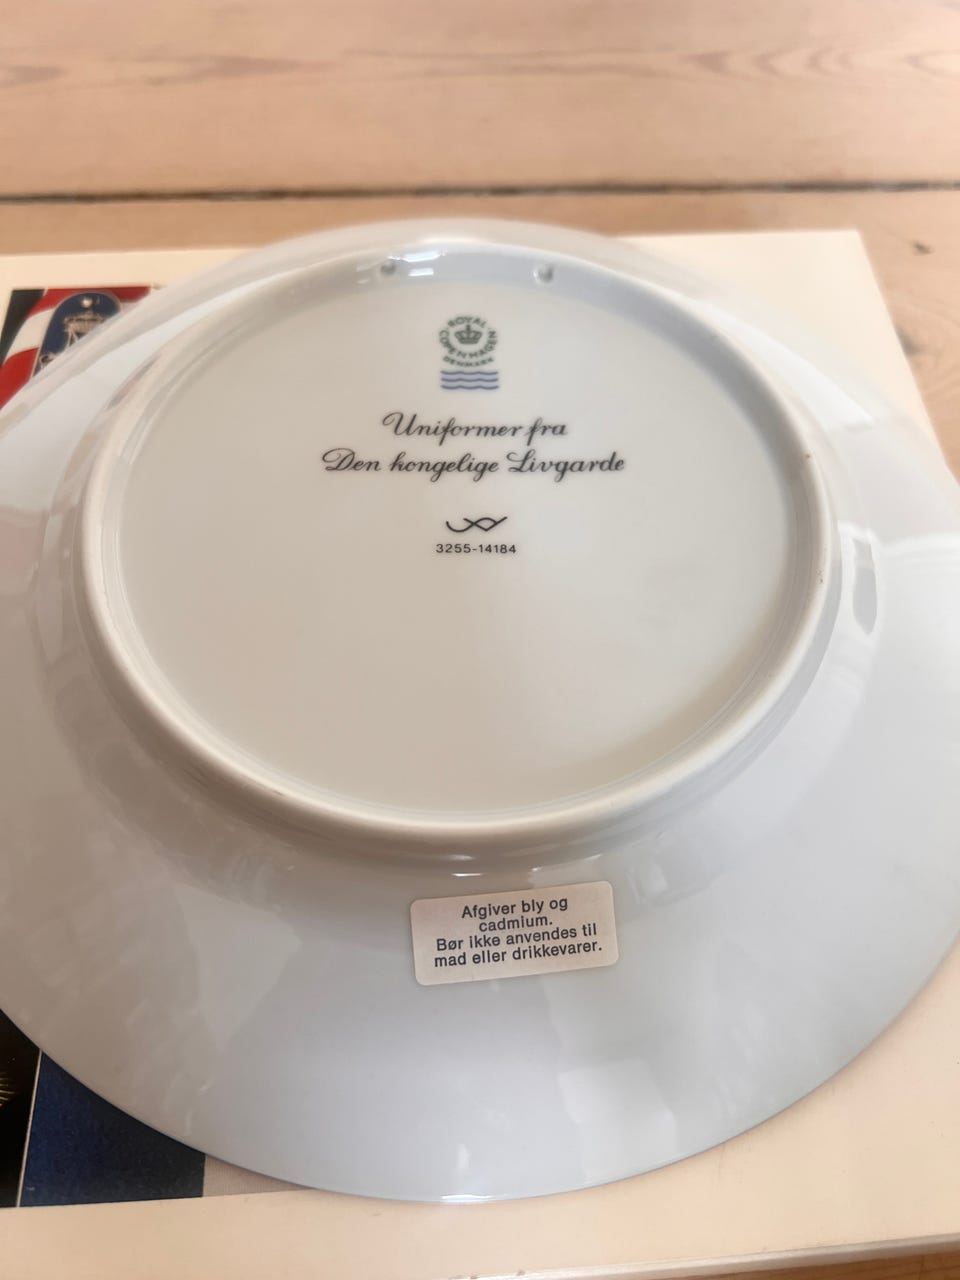 ROYAL COPENHAGEN
DENMARK
Uniformer fra
Den kongelige Livgarde
3255-14184
Afgiver bly og
cadmium.
Bør ikke anvendes til
mad eller drikkevarer.